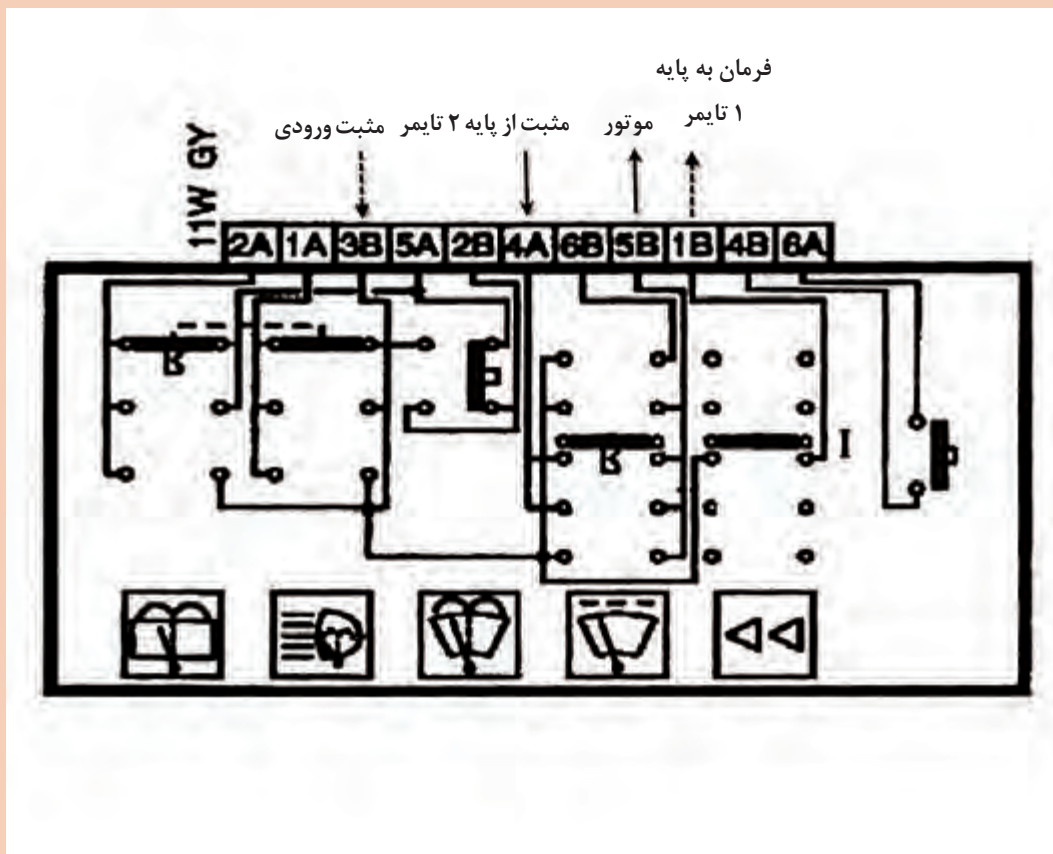 فرمان به پایه
۱ تایمر
موتور
مثبت از پایه ۲ تایمر
مثبت ورودی
11W GY
2A 1A 3B 5A 2B 4A 6B 5B 1B 4B 6A
I